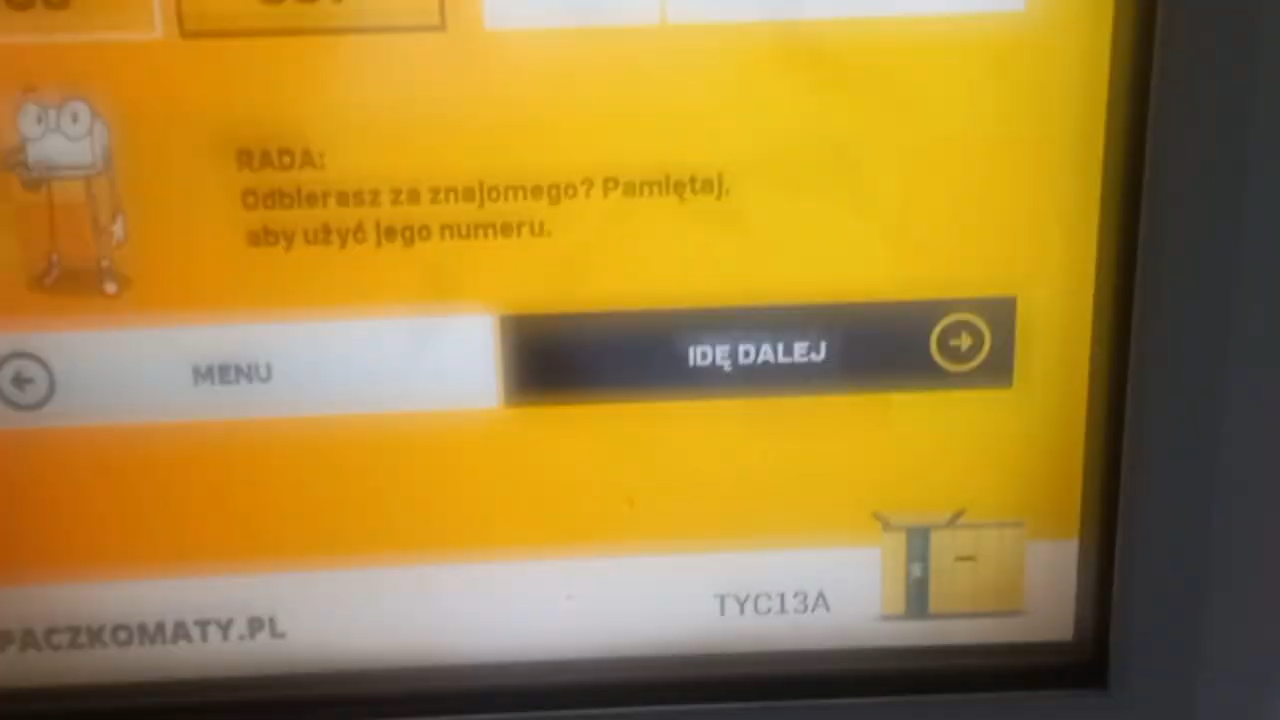 RADA:
Odbierasz za znajomego? Pamiętaj,
aby użyć jego numeru.
MENU
IDĘ DALEJ
PACZKOMATY.PL
TYC13A